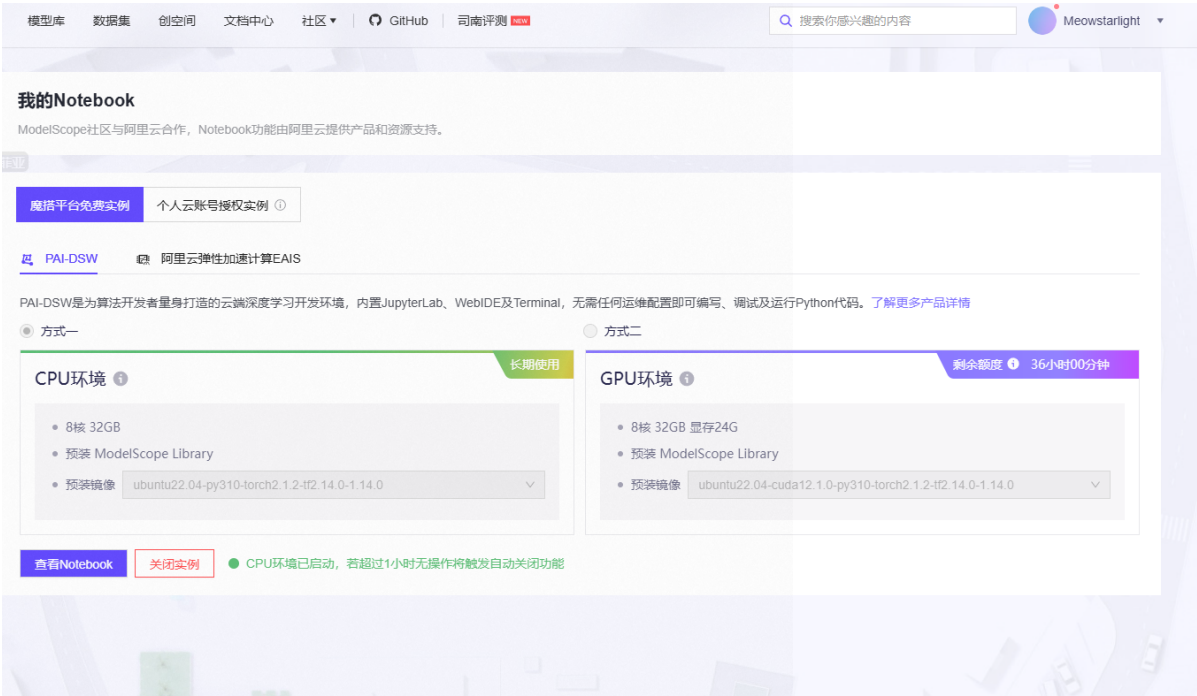 模型库 数据集 创空间 文档中心 社区 GitHub 司南评测 NEW 搜索你感兴趣的内容 Meowstarlight
我的Notebook
ModelScope社区与阿里云合作，Notebook功能由阿里云提供产品和资源支持。
菲亚
魔搭平台免费实例 个人云账号授权实例
PAI-DSW 阿里云弹性加速计算EAIS
PAI-DSW是为算法开发者量身打造的云端深度学习开发环境，内置JupyterLab、WebIDE及Terminal，无需任何运维配置即可编写、调试及运行Python代码。了解更多产品详情
方式一 方式二
长期使用 剩余额度 36小时00分钟
CPU环境 GPU环境
8核 32GB 8核 32GB 显存24G
预装 ModelScope Library 预装 ModelScope Library
预装镜像 ubuntu22.04-py310-torch2.1.2-tf2.14.0-1.14.0 预装镜像 ubuntu22.04-cuda12.1.0-py310-torch2.1.2-tf2.14.0-1.14.0
查看Notebook 关闭实例 CPU环境已启动，若超过1小时无操作将触发自动关闭功能